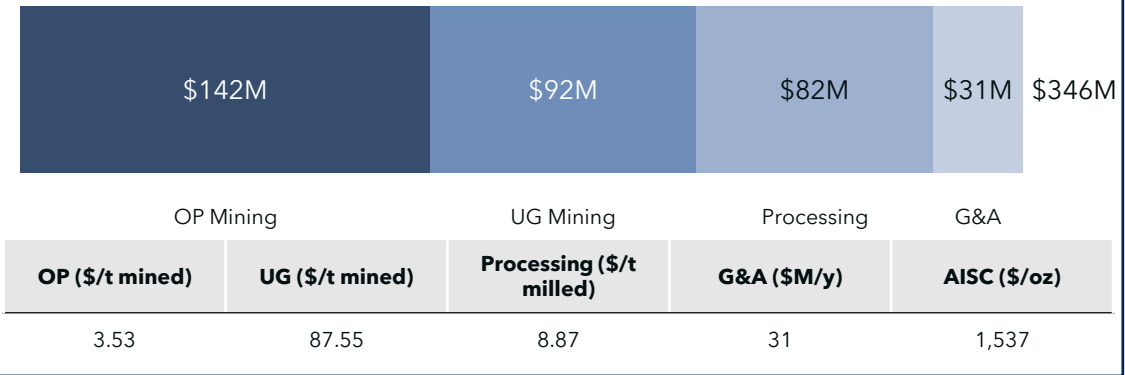 $142M $92M $82M $31M $346M
OP Mining UG Mining Processing G&A
OP ($/t mined) UG ($/t mined) Processing ($/t milled) G&A ($M/y) AISC ($/oz)
3.53 87.55 8.87 31 1,537